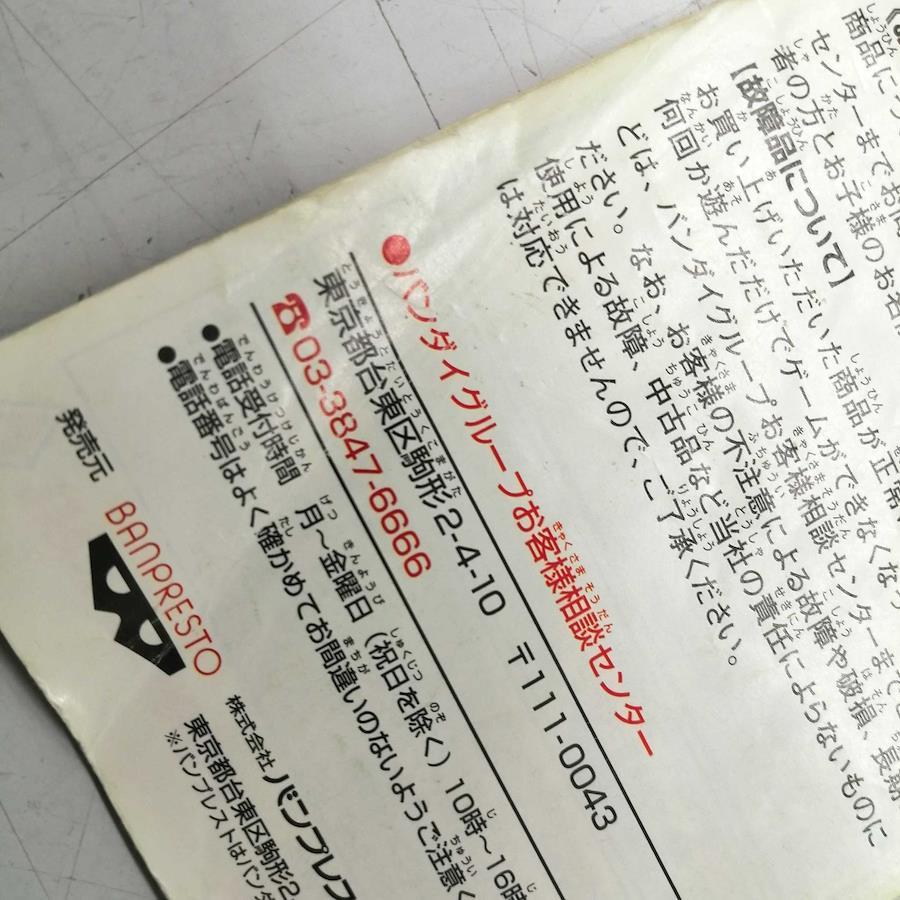 商品に
センターまでお
者の方とお子様のお名
【故障品について】
お買い上げいただいた商品が正常
何回か遊んだだけでゲームができなくな
どは、バンダイグループお客様相談センターまで
ださい。なお、お客様の不注意による故障や破損、長期
使用による故障、中古品など当社の責任によらないものに
は対応できませんので、ご了承ください。
●バンダイグループお客様相談センター
東京都台東区駒形2-4-10 〒111-0043
☎03-3847-6666
●電話受付時間 月～金曜日（祝日を除く）10時～16時
●電話番号はよく確かめてお間違いのないようご注意く
発売元
BANPRESTO
株式会社バンプレス
東京都台東区駒形2
※バンプレストはバンダ